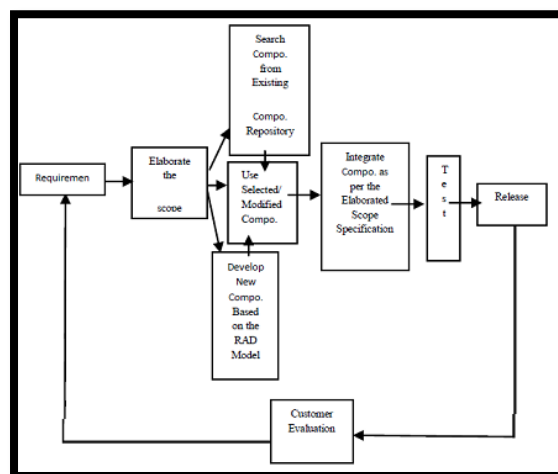 Search
Compo.
from
Existing
Compo.
Repository
Requiremen
Elaborate
the
scope
Use
Selected/
Modified
Compo.
Develop
New
Compo.
Based
on the
RAD
Model
Integrate
Compo. as
per the
Elaborated
Scope
Specification
T
e
s
t
Release
Customer
Evaluation